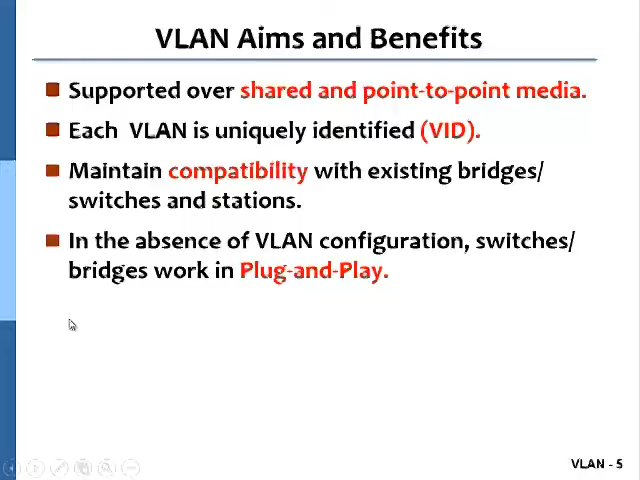 VLAN Aims and Benefits
Supported over shared and point-to-point media.
Each VLAN is uniquely identified (VID).
Maintain compatibility with existing bridges/
switches and stations.
In the absence of VLAN configuration, switches/
bridges work in Plug-and-Play.
VLAN - 5